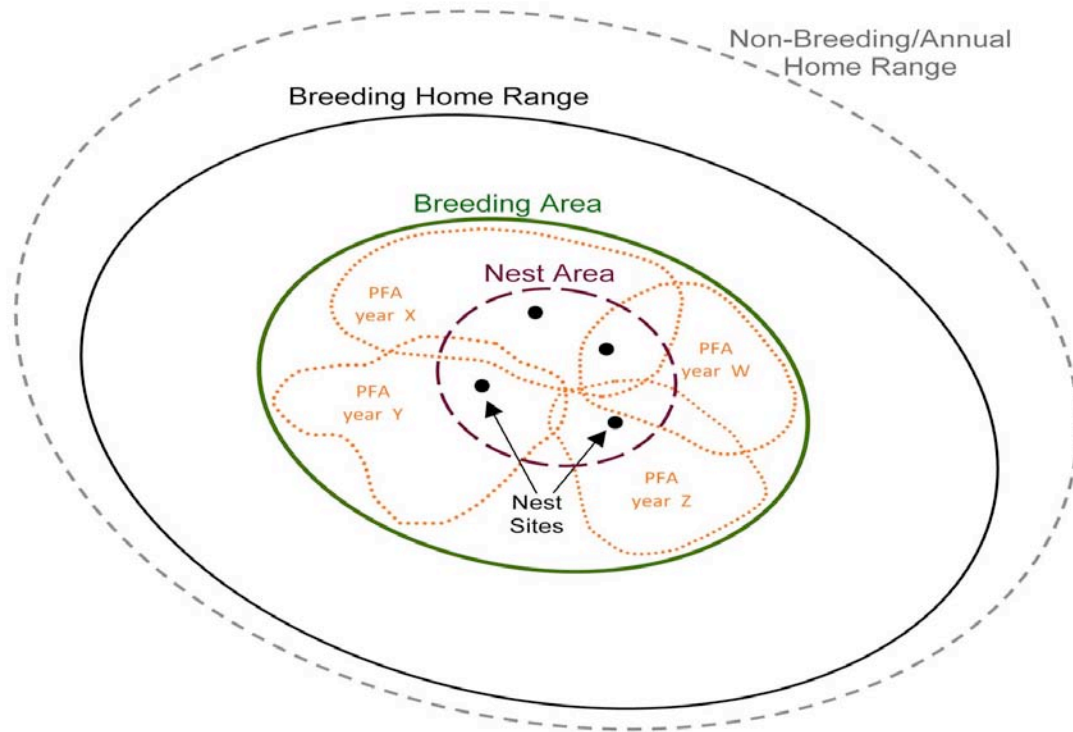 Non-Breeding/Annual
Home Range
Breeding Home Range
Breeding Area
Nest Area
PFA
year X
PFA
year W
PFA
year Y
PFA
year Z
Nest
Sites